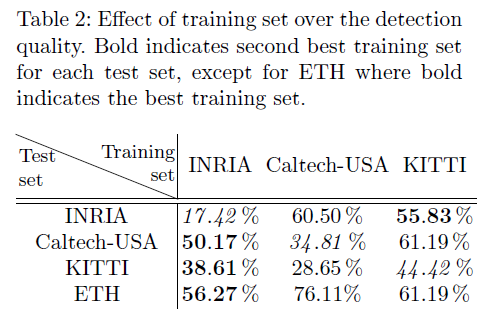 Table 2: Effect of training set over the detection
quality. Bold indicates second best training set
for each test set, except for ETH where bold
indicates the best training set.
Test Training
set set INRIA Caltech-USA KITTI
INRIA 17.42 % 60.50 % 55.83 %
Caltech-USA 50.17 % 34.81 % 61.19 %
KITTI 38.61 % 28.65 % 44.42 %
ETH 56.27 % 76.11% 61.19 %